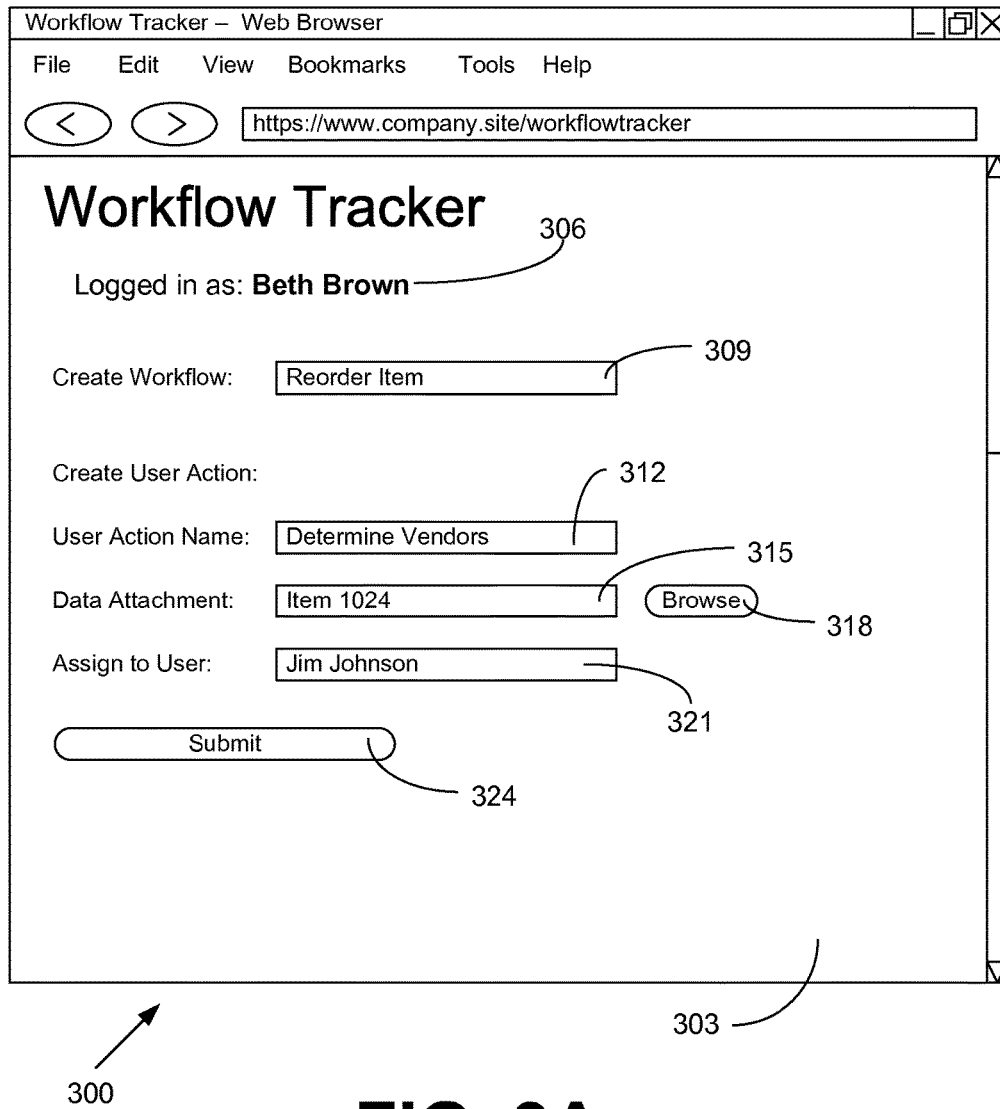 Workflow Tracker – Web Browser
File Edit View Bookmarks Tools Help
< > https://www.company.site/workflowtracker
Workflow Tracker
306
Logged in as: Beth Brown
309
Create Workflow: Reorder Item
Create User Action: 312
User Action Name: Determine Vendors
315
Data Attachment: Item 1024 Browse
318
Assign to User: Jim Johnson
321
Submit
324
303
300